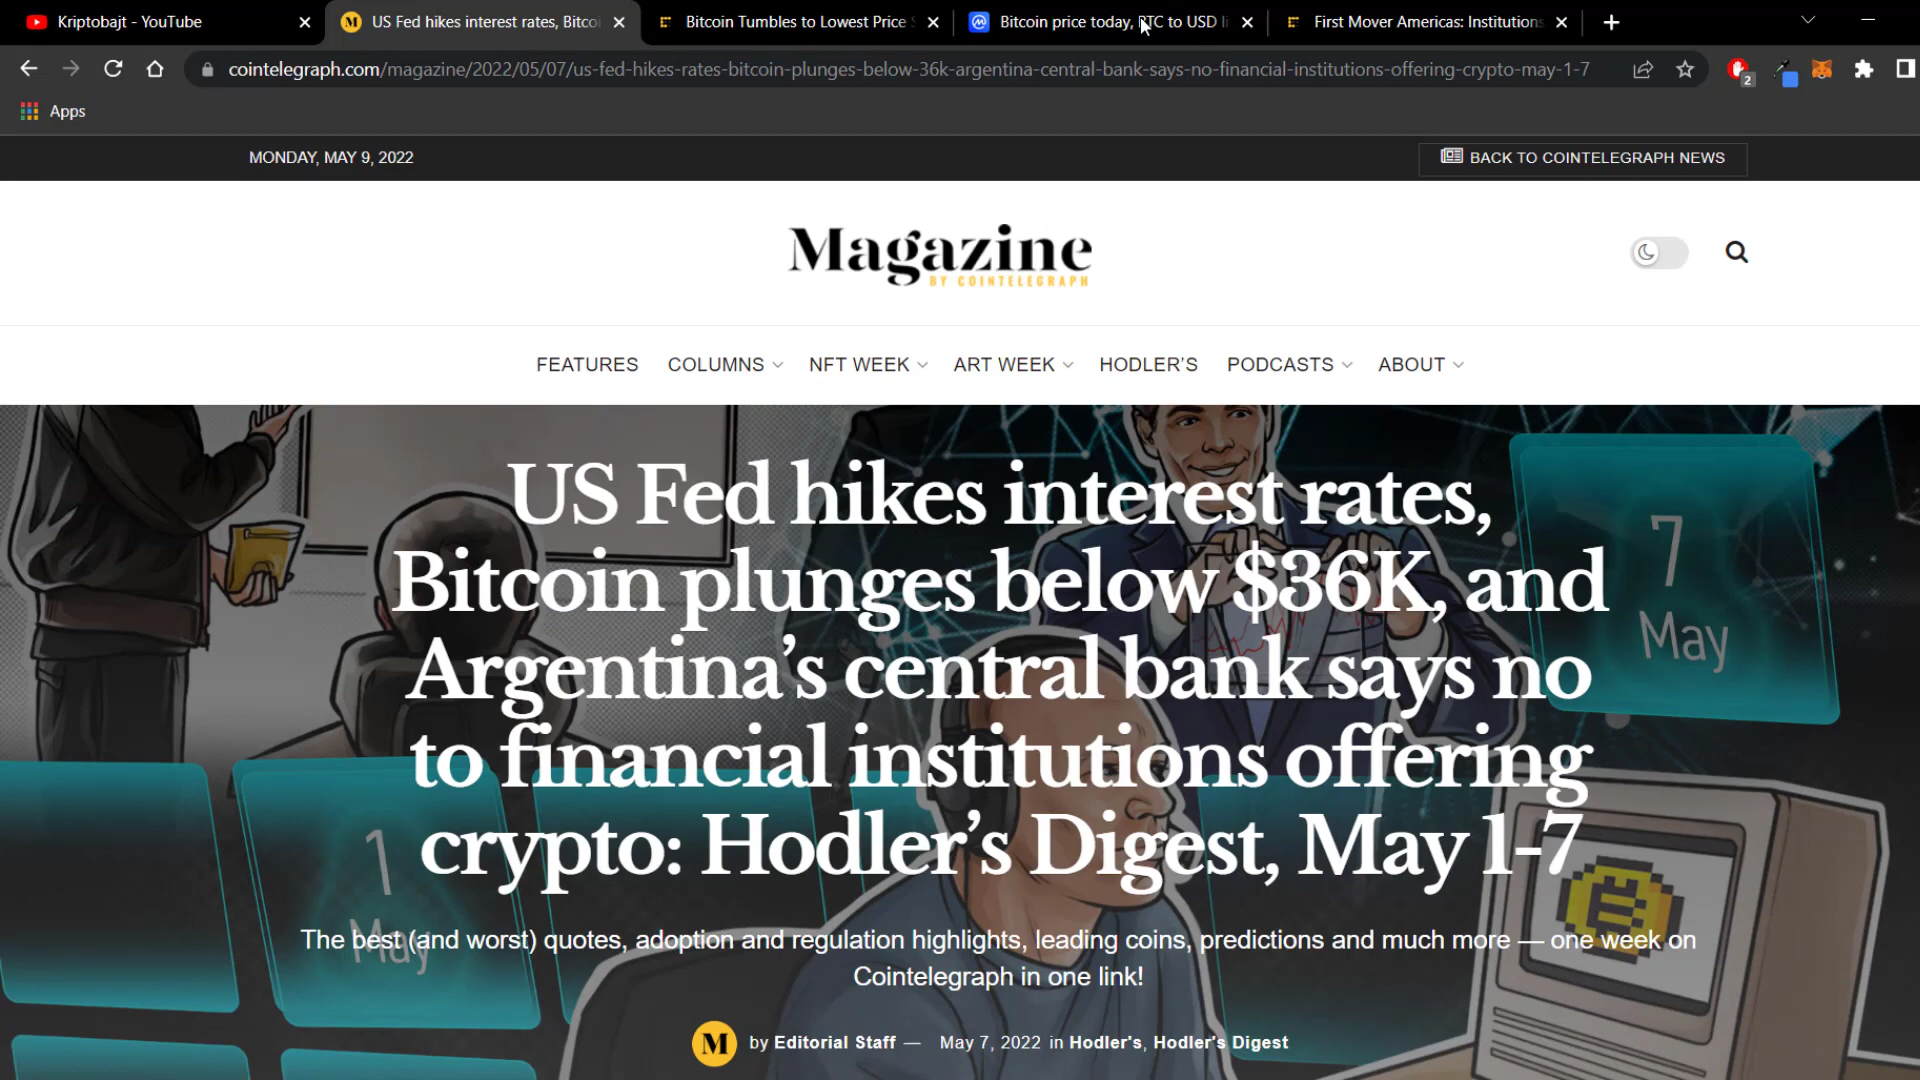 Kriptobajt - YouTube
US Fed hikes interest rates, Bitco
Bitcoin Tumbles to Lowest Price S
Bitcoin price today, BTC to USD li
First Mover Americas: Institutions
cointelegraph.com/magazine/2022/05/07/us-fed-hikes-rates-bitcoin-plunges-below-36k-argentina-central-bank-says-no-financial-institutions-offering-crypto-may-1-7
2
Apps
MONDAY, MAY 9, 2022
BACK TO COINTELEGRAPH NEWS
Magazine
BY COINTELEGRAPH
FEATURES COLUMNS NFT WEEK ART WEEK HODLER'S PODCASTS ABOUT
US Fed hikes interest rates,
Bitcoin plunges below $36K, and
Argentina’s central bank says no
to financial institutions offering
crypto: Hodler’s Digest, May 1-7
7
May
1
May
The best (and worst) quotes, adoption and regulation highlights, leading coins, predictions and much more — one week on
Cointelegraph in one link!
M
by Editorial Staff — May 7, 2022 in Hodler's, Hodler's Digest